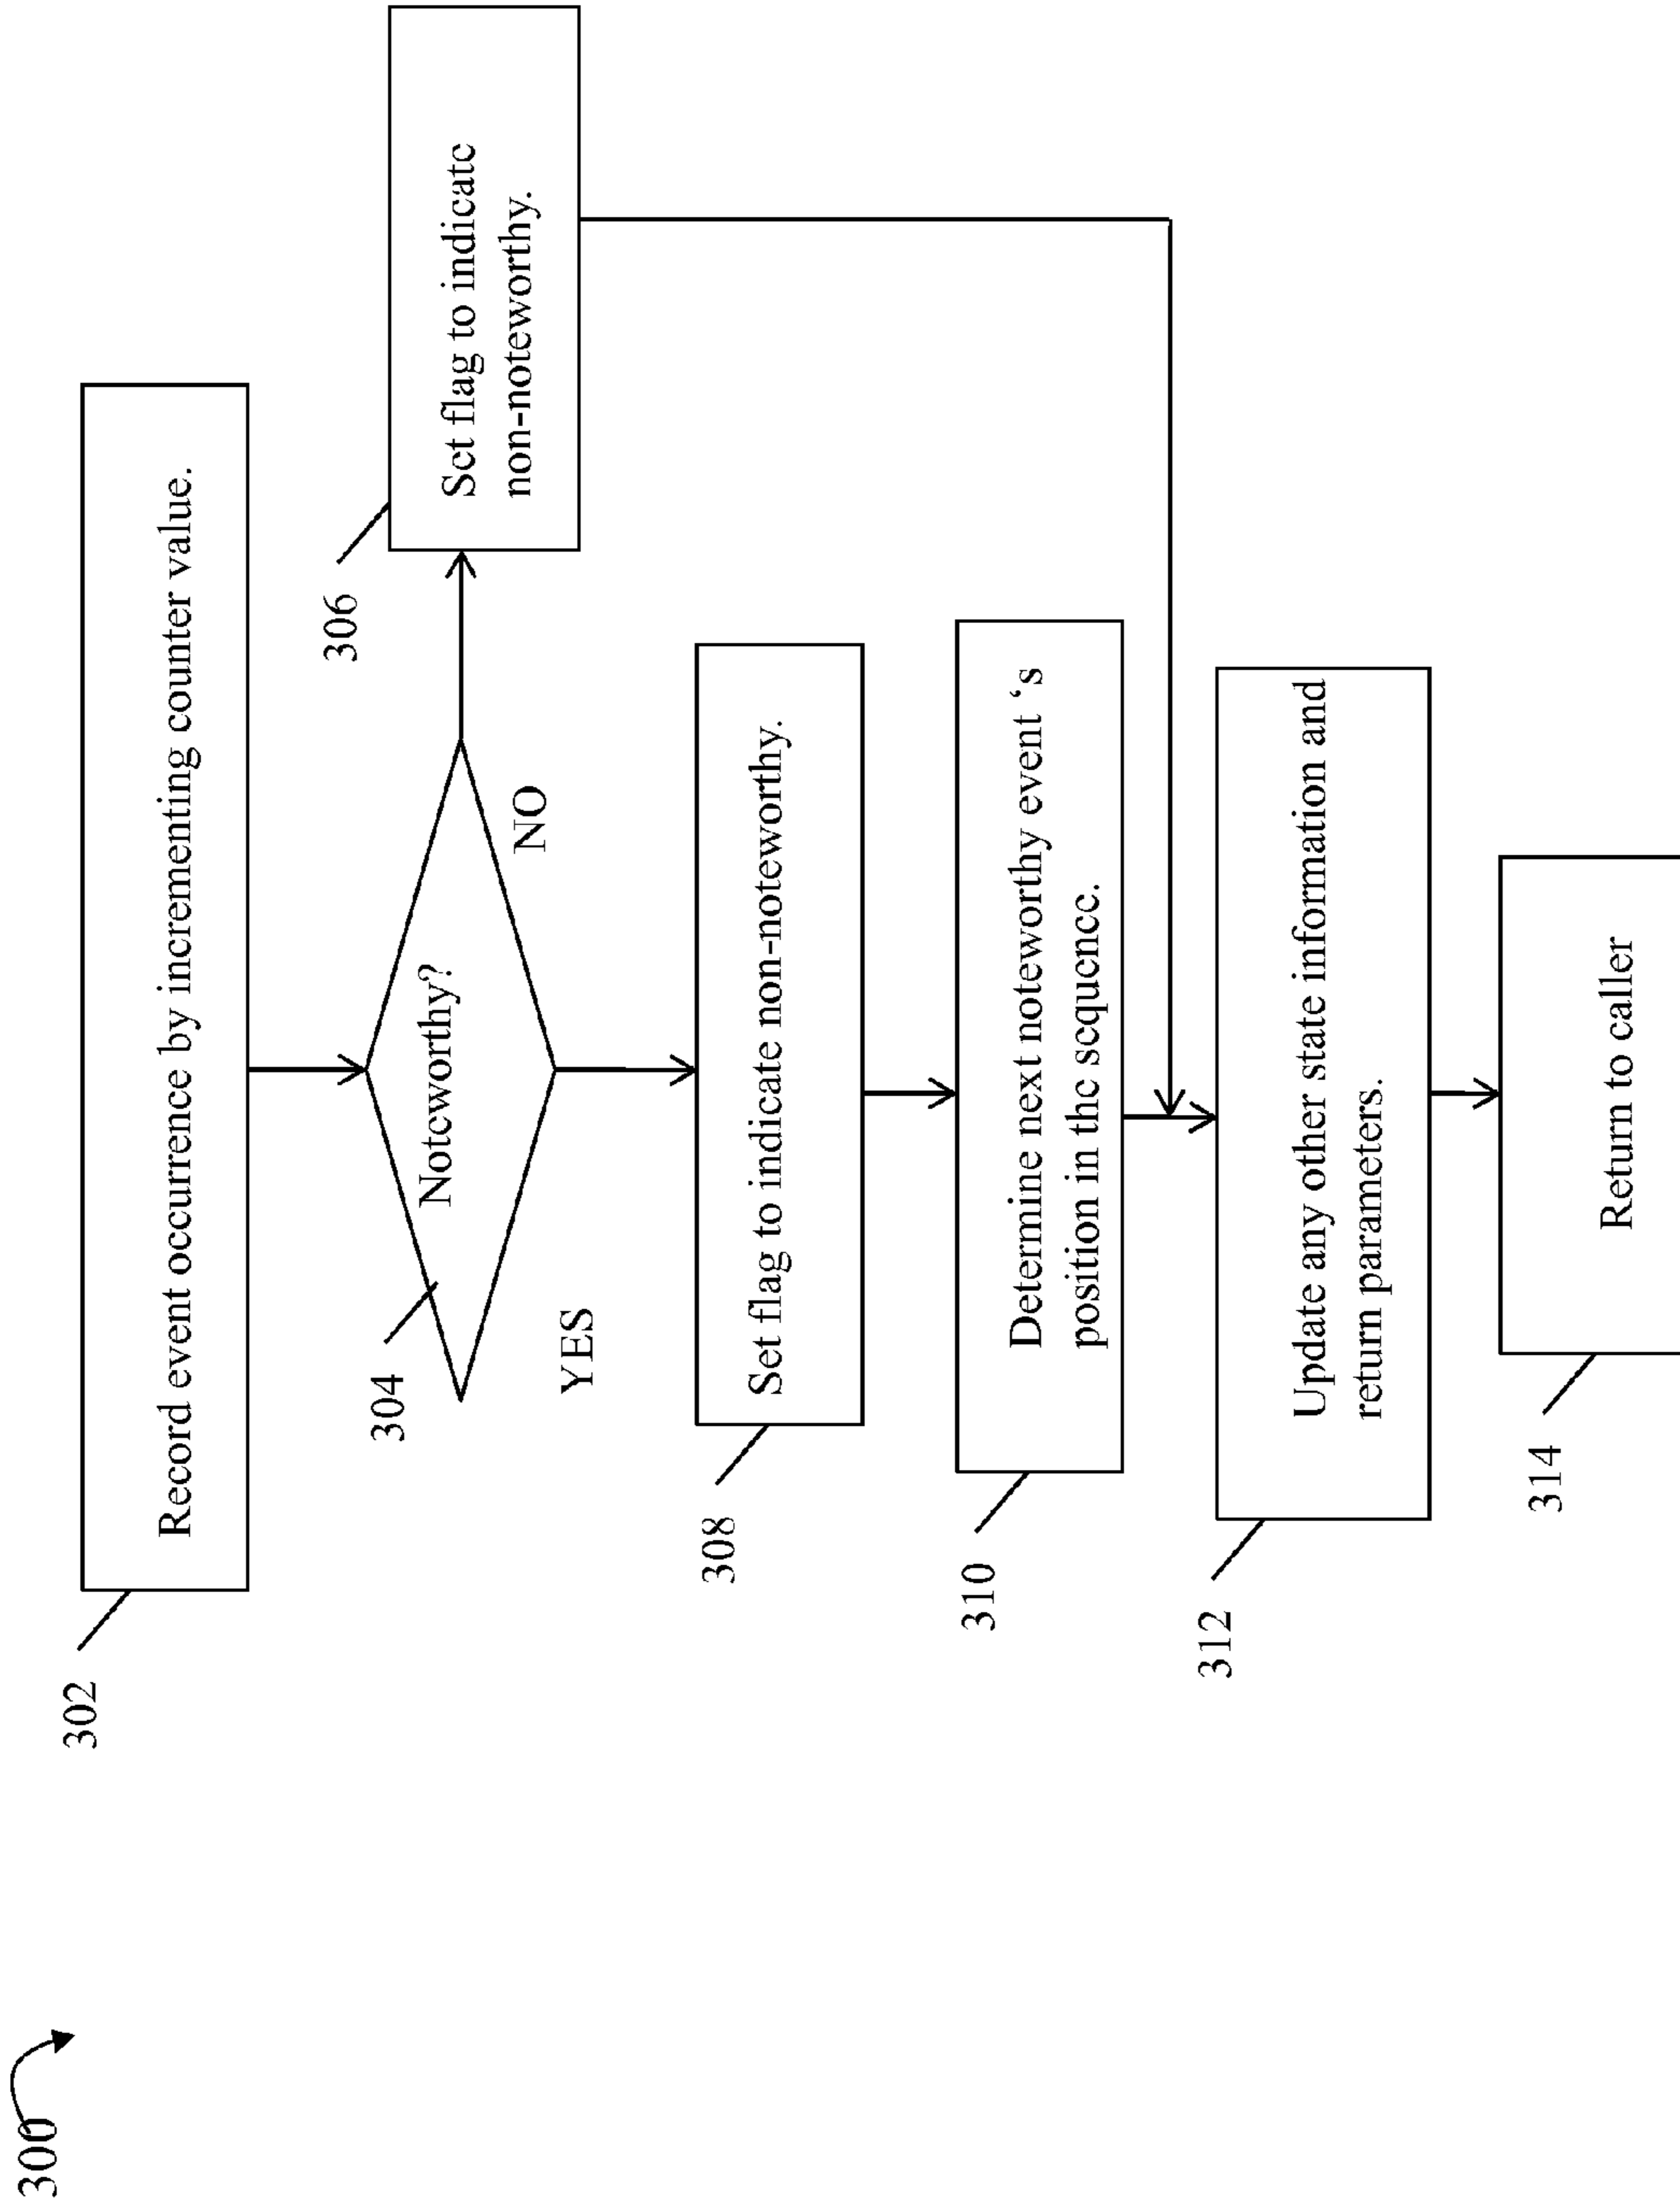 300
302
Record event occurrence by incrementing counter value.
304
Noteworthy?
NO
YES
306
Set flag to indicate
non-noteworthy.
308
Set flag to indicate non-noteworthy.
310
Determine next noteworthy event ‘s
position in the sequence.
312
Update any other state information and
return parameters.
314
Return to caller